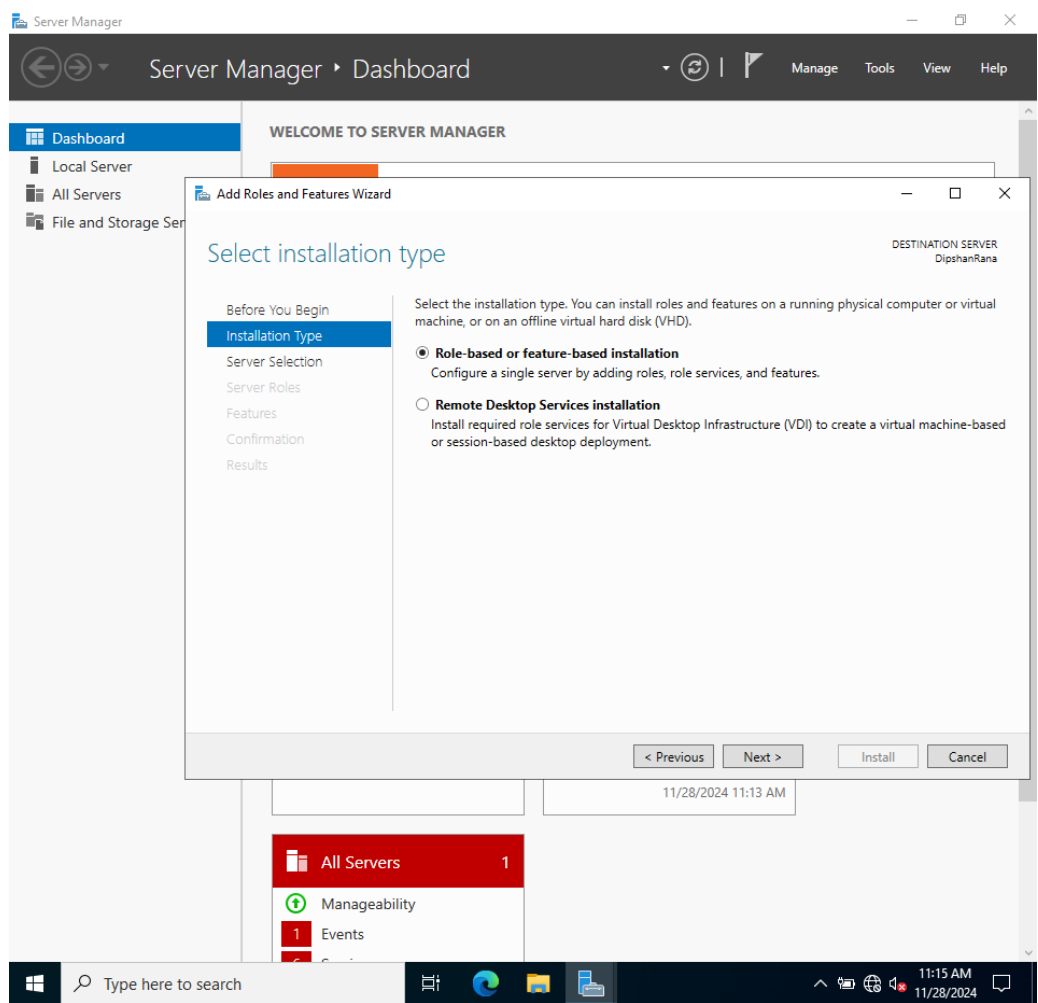 Server Manager
Server Manager ‣ Dashboard
Manage Tools View Help
Dashboard
Local Server
All Servers
File and Storage Ser
WELCOME TO SERVER MANAGER
Add Roles and Features Wizard
Select installation type
DESTINATION SERVER
DipshanRana
Before You Begin
Installation Type
Server Selection
Server Roles
Features
Confirmation
Results
Select the installation type. You can install roles and features on a running physical computer or virtual
machine, or on an offline virtual hard disk (VHD).
Role-based or feature-based installation
Configure a single server by adding roles, role services, and features.
Remote Desktop Services installation
Install required role services for Virtual Desktop Infrastructure (VDI) to create a virtual machine-based
or session-based desktop deployment.
< Previous Next > Install Cancel
11/28/2024 11:13 AM
All Servers 1
Manageability
1 Events
Type here to search
11:15 AM
11/28/2024